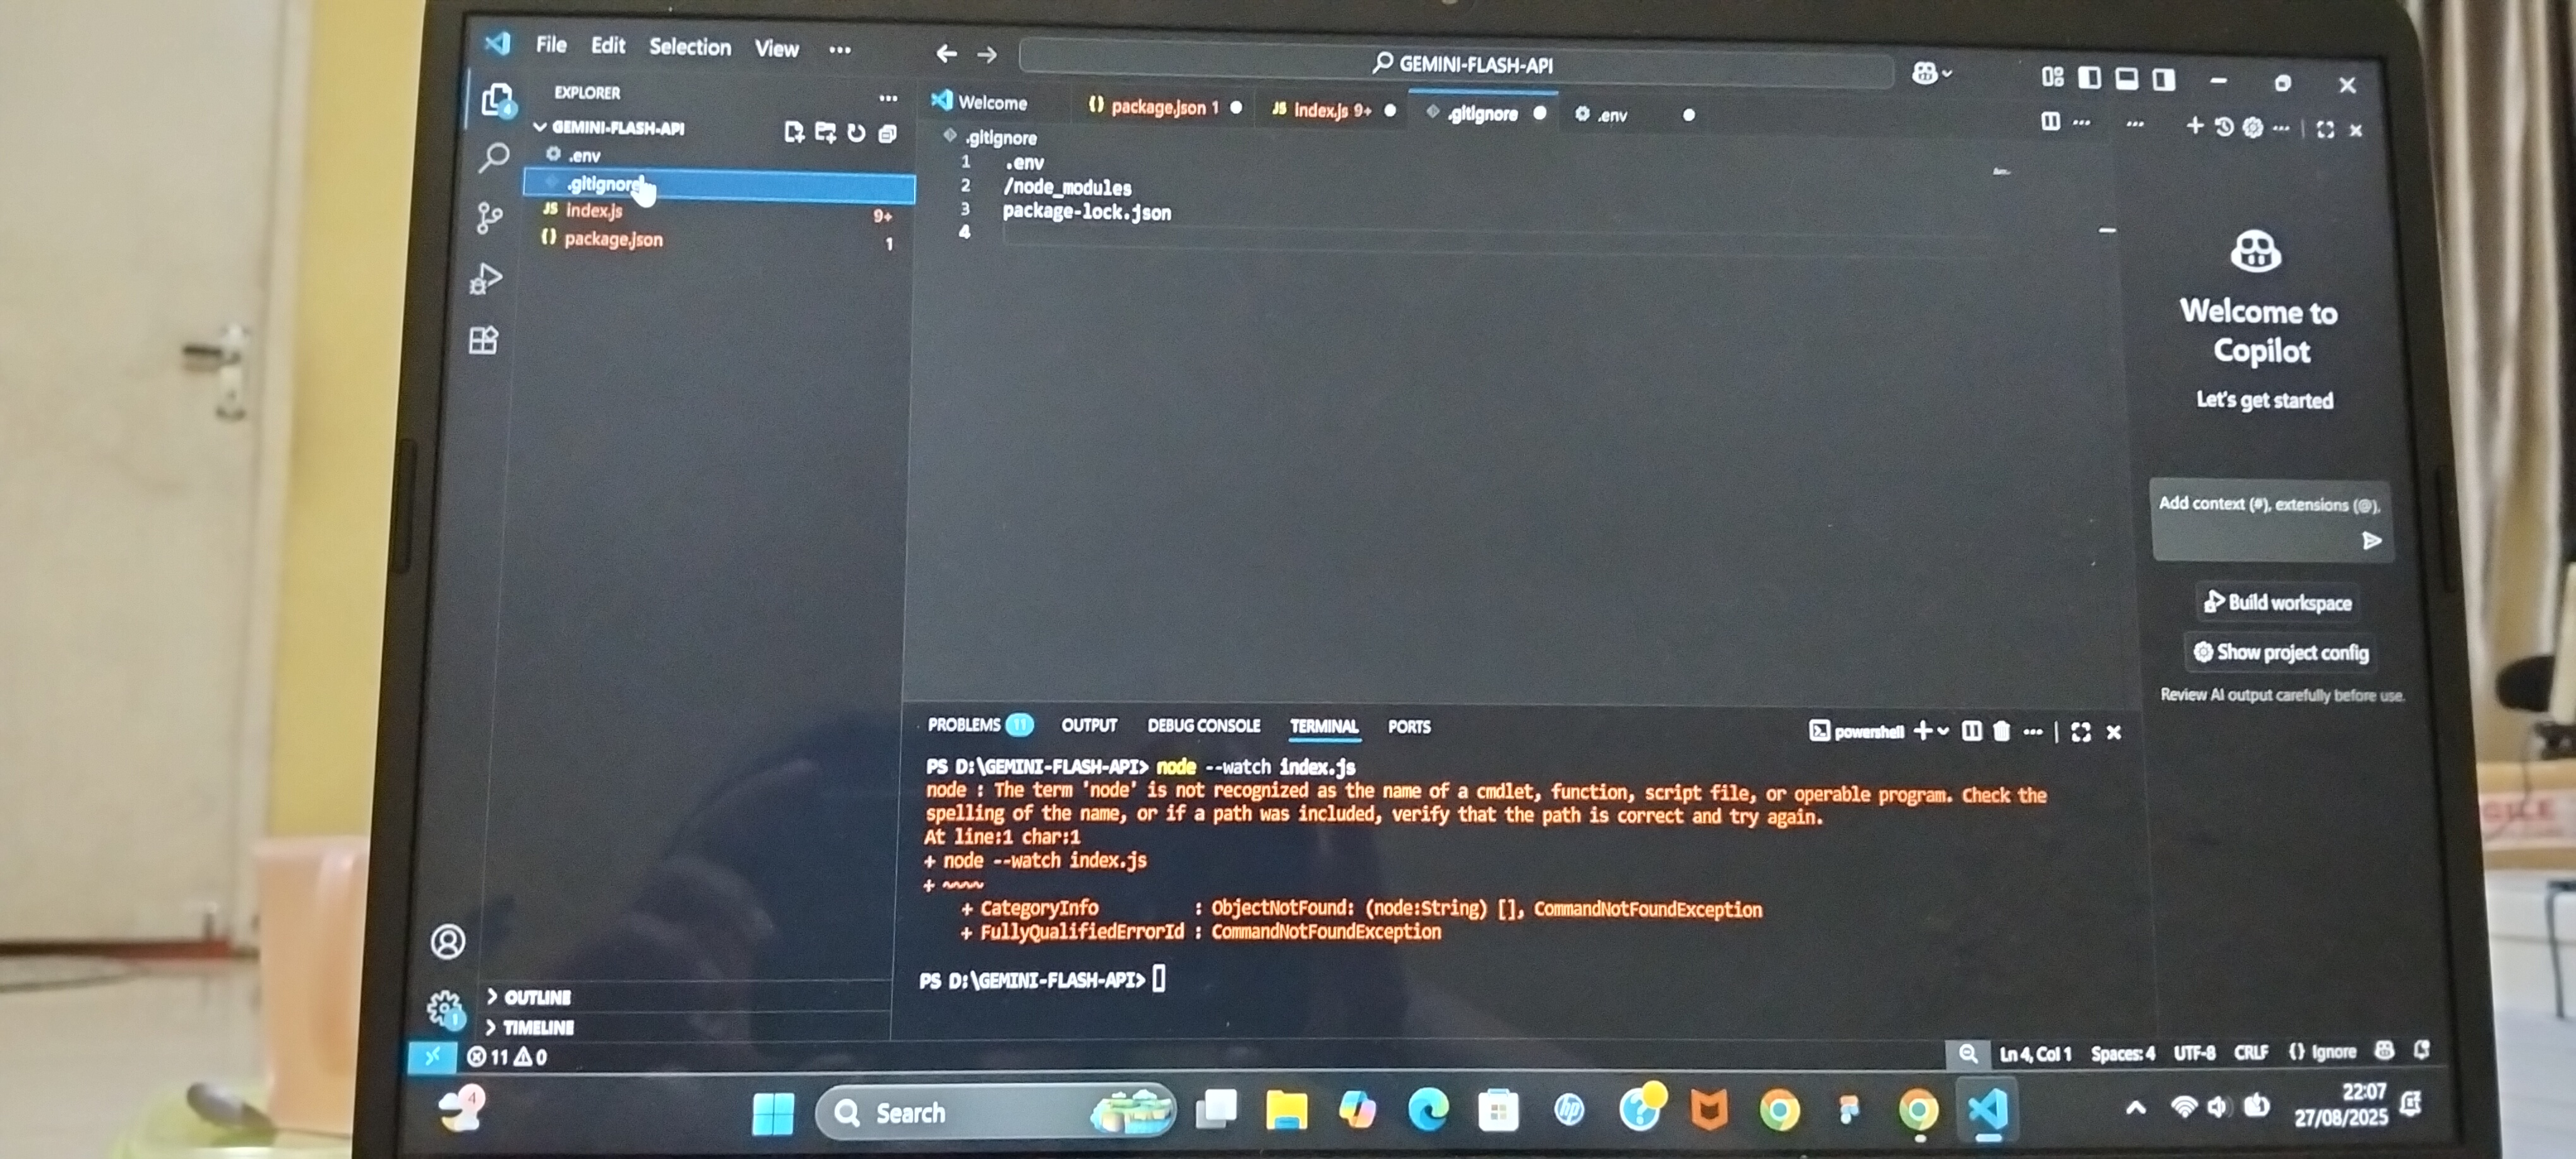 File Edit Selection View ...
GEMINI-FLASH-API
EXPLORER ...
GEMINI-FLASH-API
.env
.gitignore
JS index.js 9+
{} package.json 1
OUTLINE
TIMELINE
Welcome {} package.json 1 JS index.js 9+ .gitignore .env
.gitignore
1 .env
2 /node_modules
3 package-lock.json
4
Welcome to
Copilot
Let's get started
Add context (#), extensions (@),
Build workspace
Show project config
Review AI output carefully before use.
PROBLEMS 11 OUTPUT DEBUG CONSOLE TERMINAL PORTS powershell
PS D:\GEMINI-FLASH-API> node --watch index.js
node : The term 'node' is not recognized as the name of a cmdlet, function, script file, or operable program. Check the
spelling of the name, or if a path was included, verify that the path is correct and try again.
At line:1 char:1
+ node --watch index.js
+ ~~~~
+ CategoryInfo : ObjectNotFound: (node:String) [], CommandNotFoundException
+ FullyQualifiedErrorId : CommandNotFoundException
PS D:\GEMINI-FLASH-API>
11 0 Ln 4, Col 1 Spaces: 4 UTF-8 CRLF {} Ignore
4 Search hp 22:07
27/08/2025